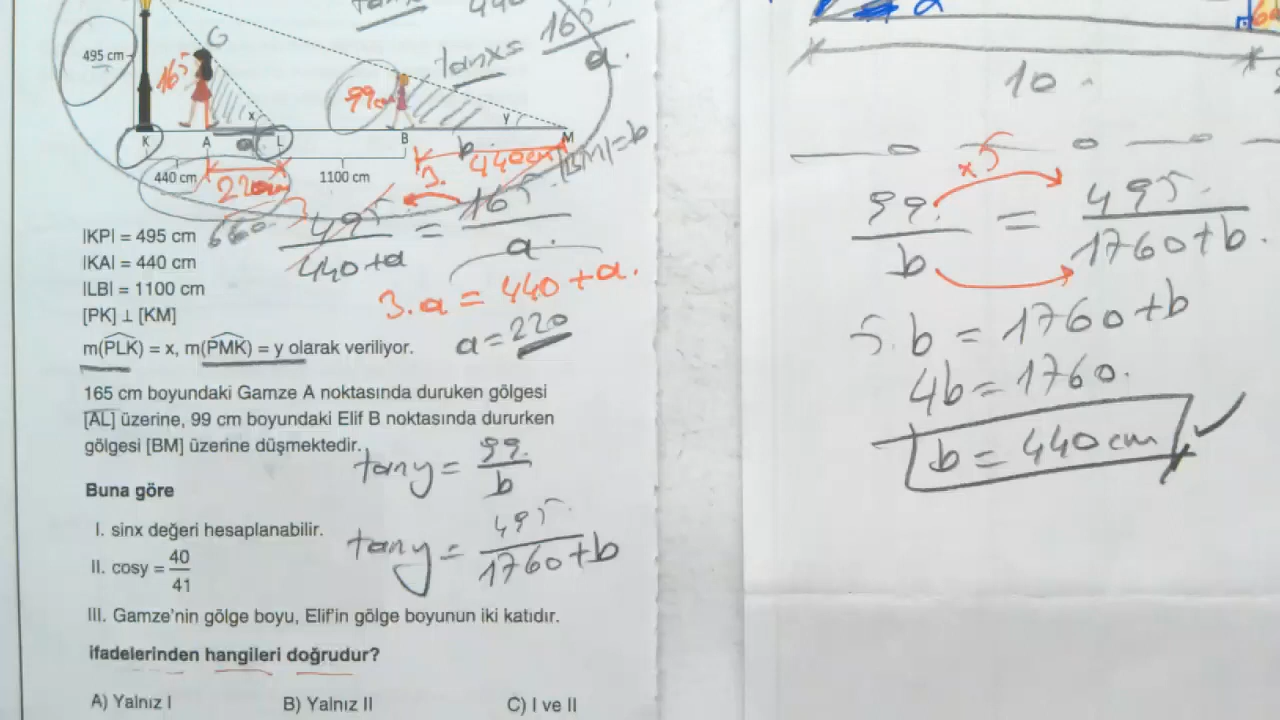 440
tanx = 165
a.
495 cm
G
165
99cm
x
y
K
A
a
L
B
b
M
440 cm
220cm
1100 cm
3.
440cm
|BM|=b
660
495 = 165
440+a a.
3.a = 440 +a.
a = 220
|KP| = 495 cm
|KA| = 440 cm
|LB| = 1100 cm
[PK] ⊥ [KM]
m(PLK) = x, m(PMK) = y olarak veriliyor.
165 cm boyundaki Gamze A noktasında duruken gölgesi
[AL] üzerine, 99 cm boyundaki Elif B noktasında dururken
gölgesi [BM] üzerine düşmektedir.
tany = 99
b
Buna göre
I. sinx değeri hesaplanabilir.
tany = 495
1760+b
II. cosy = 40
41
III. Gamze'nin gölge boyu, Elif'in gölge boyunun iki katıdır.
ifadelerinden hangileri doğrudur?
A) Yalnız I B) Yalnız II C) I ve II
10
x5
99 = 495
b 1760+b.
5.b = 1760+b
4b = 1760.
b = 440 cm